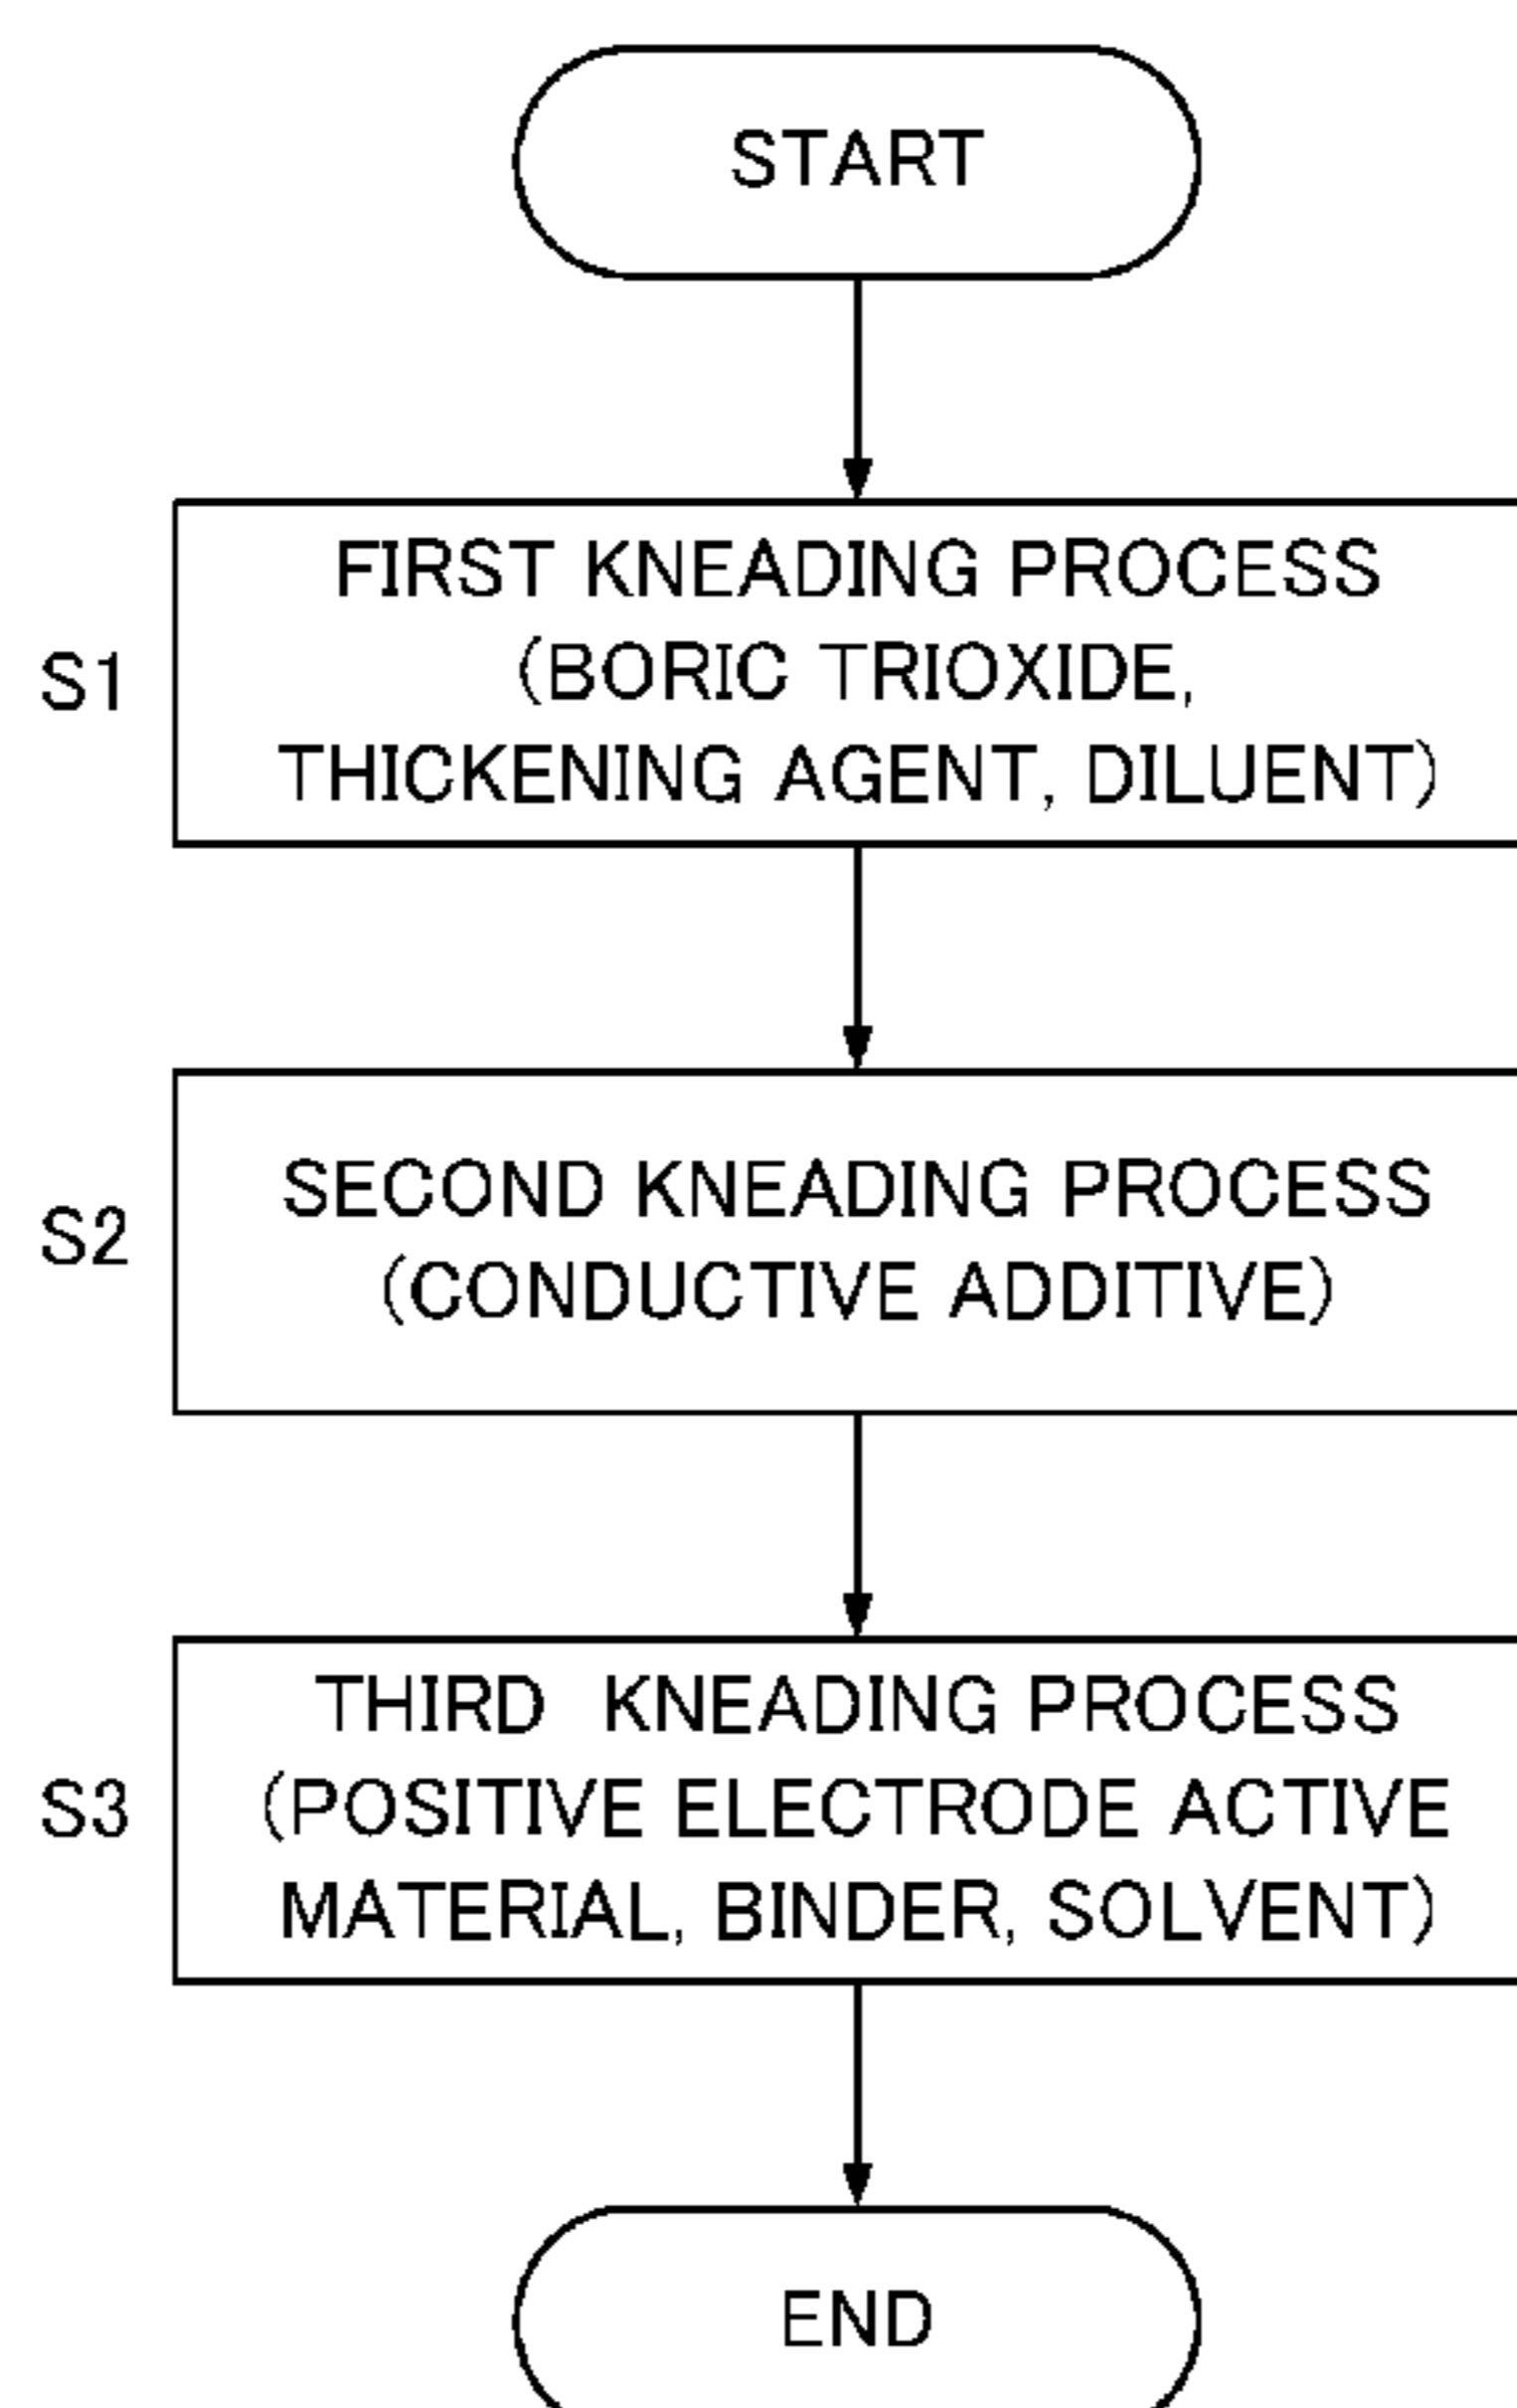 START
FIRST KNEADING PROCESS
(BORIC TRIOXIDE,
S1
THICKENING AGENT, DILUENT)
SECOND KNEADING PROCESS
S2
(CONDUCTIVE ADDITIVE)
THIRD KNEADING PROCESS
S3
(POSITIVE ELECTRODE ACTIVE
MATERIAL, BINDER, SOLVENT)
END